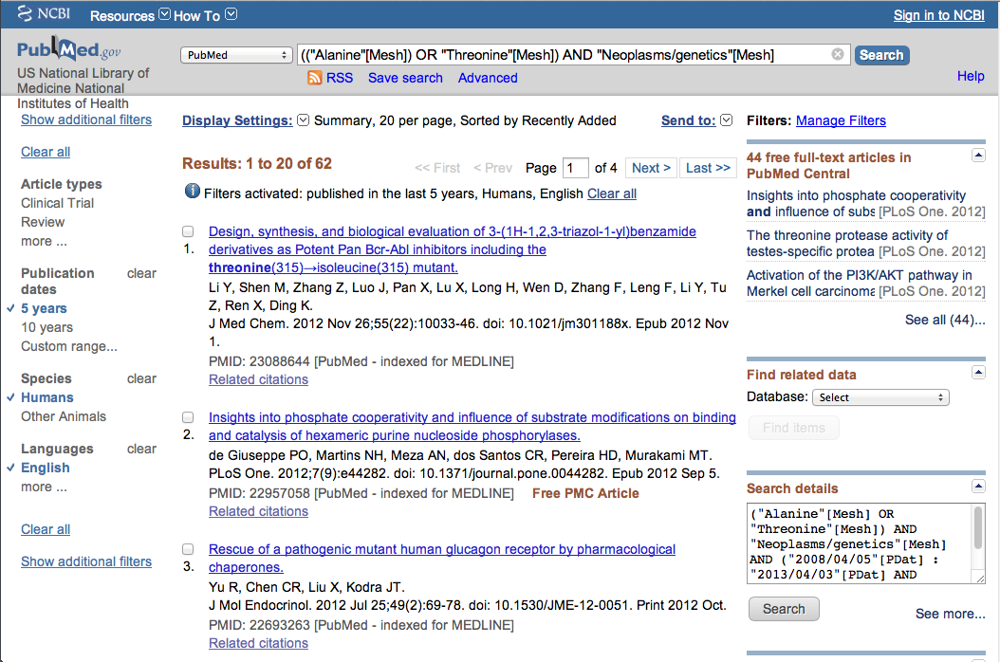 NCBI Resources How To Sign in to NCBI
PubMed.gov
US National Library of
Medicine National
Institutes of Health
PubMed (("Alanine"[Mesh]) OR "Threonine"[Mesh]) AND "Neoplasms/genetics"[Mesh] Search
RSS Save search Advanced
Help
Show additional filters
Clear all
Article types
Clinical Trial
Review
more ...
Publication
dates clear
5 years
10 years
Custom range...
Species clear
Humans
Other Animals
Languages clear
English
more ...
Clear all
Show additional filters
Display Settings: Summary, 20 per page, Sorted by Recently Added Send to:
Results: 1 to 20 of 62 << First < Prev Page 1 of 4 Next > Last >>
Filters activated: published in the last 5 years, Humans, English Clear all
1. Design, synthesis, and biological evaluation of 3-(1H-1,2,3-triazol-1-yl)benzamide
derivatives as Potent Pan Bcr-Abl inhibitors including the
threonine(315)→isoleucine(315) mutant.
Li Y, Shen M, Zhang Z, Luo J, Pan X, Lu X, Long H, Wen D, Zhang F, Leng F, Li Y, Tu
Z, Ren X, Ding K.
J Med Chem. 2012 Nov 26;55(22):10033-46. doi: 10.1021/jm301188x. Epub 2012 Nov
1.
PMID: 23088644 [PubMed - indexed for MEDLINE]
Related citations
2. Insights into phosphate cooperativity and influence of substrate modifications on binding
and catalysis of hexameric purine nucleoside phosphorylases.
de Giuseppe PO, Martins NH, Meza AN, dos Santos CR, Pereira HD, Murakami MT.
PLoS One. 2012;7(9):e44282. doi: 10.1371/journal.pone.0044282. Epub 2012 Sep 5.
PMID: 22957058 [PubMed - indexed for MEDLINE] Free PMC Article
Related citations
3. Rescue of a pathogenic mutant human glucagon receptor by pharmacological
chaperones.
Yu R, Chen CR, Liu X, Kodra JT.
J Mol Endocrinol. 2012 Jul 25;49(2):69-78. doi: 10.1530/JME-12-0051. Print 2012 Oct.
PMID: 22693263 [PubMed - indexed for MEDLINE]
Related citations
Filters: Manage Filters
44 free full-text articles in
PubMed Central
Insights into phosphate cooperativity
and influence of subs [PLoS One. 2012]
The threonine protease activity of
testes-specific protea [PLoS One. 2012]
Activation of the PI3K/AKT pathway in
Merkel cell carcinoma [PLoS One. 2012]
See all (44)...
Find related data
Database: Select
Find items
Search details
("Alanine"[Mesh] OR
"Threonine"[Mesh]) AND
"Neoplasms/genetics"[Mesh]
AND ("2008/04/05"[PDat] :
"2013/04/03"[PDat] AND
Search See more...